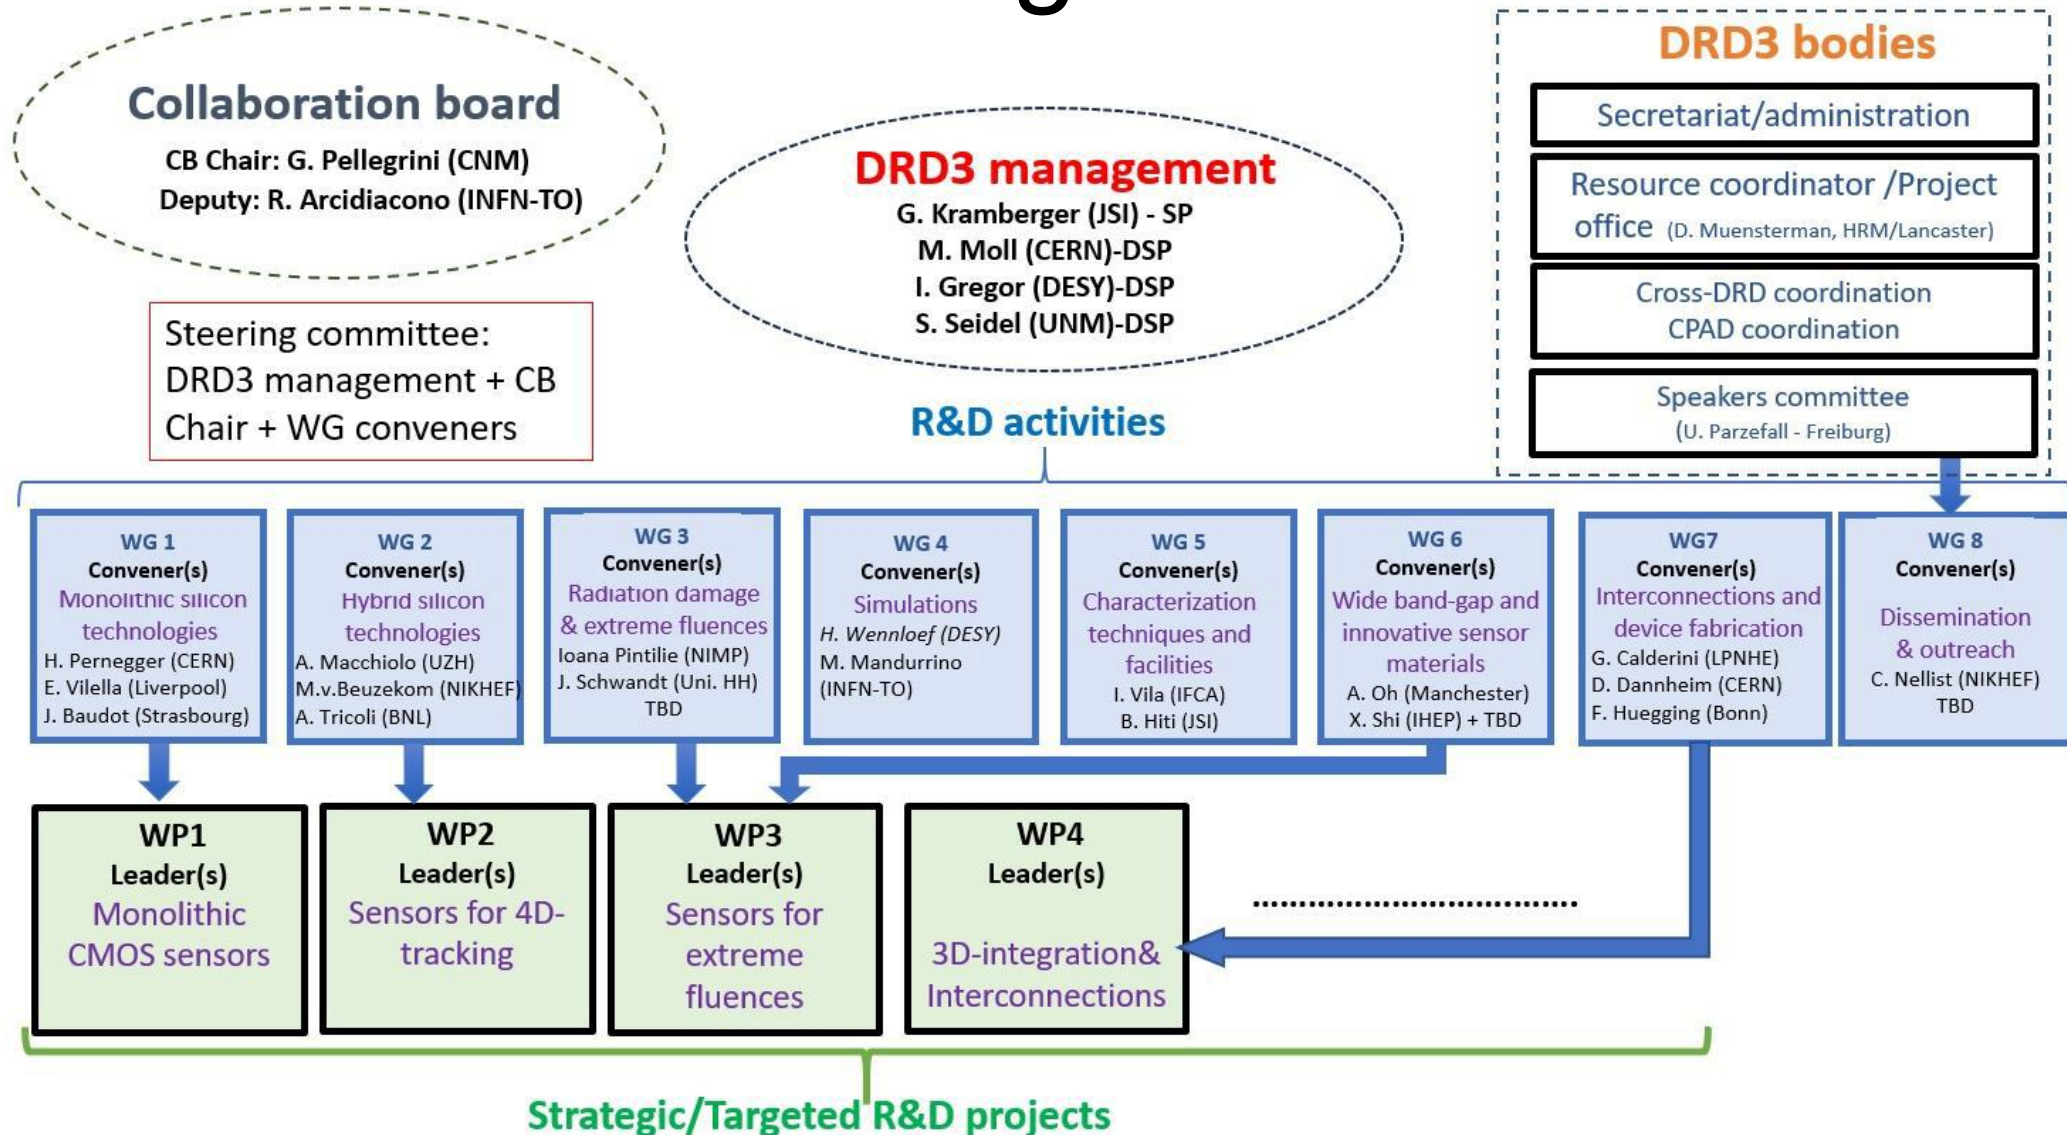 Collaboration board
CB Chair: G. Pellegrini (CNM)
Deputy: R. Arcidiacono (INFN-TO)
DRD3 management
G. Kramberger (JSI) - SP
M. Moll (CERN)-DSP
I. Gregor (DESY)-DSP
S. Seidel (UNM)-DSP
DRD3 bodies
Secretariat/administration
Resource coordinator /Project
office (D. Muensterman, HRM/Lancaster)
Cross-DRD coordination
CPAD coordination
Speakers committee
(U. Parzefall - Freiburg)
Steering committee:
DRD3 management + CB
Chair + WG conveners
R&D activities
WG 1
Convener(s)
Monolithic silicon
technologies
H. Pernegger (CERN)
E. Vilella (Liverpool)
J. Baudot (Strasbourg)
WG 2
Convener(s)
Hybrid silicon
technologies
A. Macchiolo (UZH)
M.v.Beuzekom (NIKHEF)
A. Tricoli (BNL)
WG 3
Convener(s)
Radiation damage
& extreme fluences
Ioana Pintilie (NIMP)
J. Schwandt (Uni. HH)
TBD
WG 4
Convener(s)
Simulations
H. Wennloef (DESY)
M. Mandurrino
(INFN-TO)
WG 5
Convener(s)
Characterization
techniques and
facilities
I. Vila (IFCA)
B. Hiti (JSI)
WG 6
Convener(s)
Wide band-gap and
innovative sensor
materials
A. Oh (Manchester)
X. Shi (IHEP) + TBD
WG7
Convener(s)
Interconnections and
device fabrication
G. Calderini (LPNHE)
D. Dannheim (CERN)
F. Huegging (Bonn)
WG 8
Convener(s)
Dissemination
& outreach
C. Nellist (NIKHEF)
TBD
WP1
Leader(s)
Monolithic
CMOS sensors
WP2
Leader(s)
Sensors for 4D-
tracking
WP3
Leader(s)
Sensors for
extreme
fluences
WP4
Leader(s)
3D-integration&
Interconnections
....................................
Strategic/Targeted R&D projects